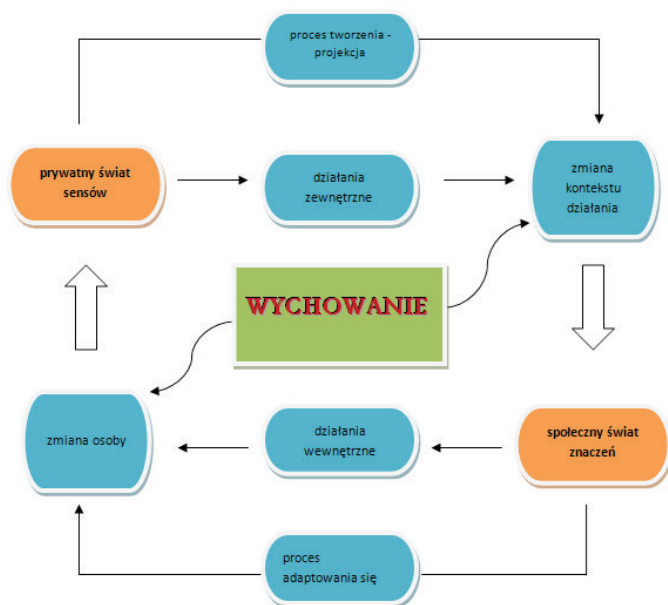 proces tworzenia -
projekcja
prywatny świat
sensów
działania
zewnętrzne
zmiana
kontekstu
działania
WYCHOWANIE
zmiana osoby
działania
wewnętrzne
społeczny świat
znaczeń
proces
adaptowania się